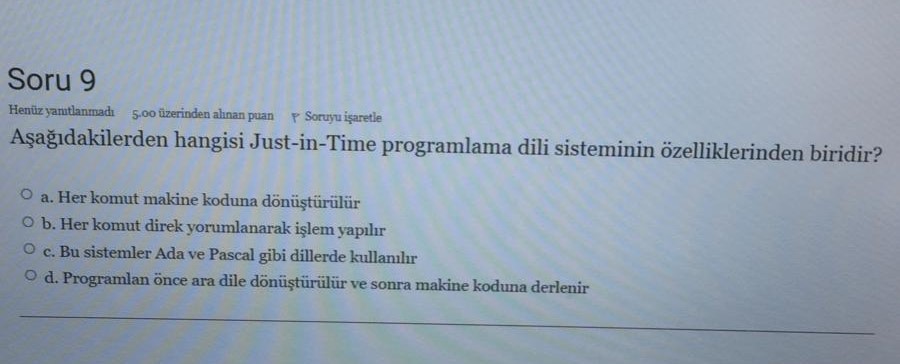 Soru 9
Henüz yanıtlanmadı 5,00 üzerinden alınan puan Soruyu işaretle
Aşağıdakilerden hangisi Just-in-Time programlama dili sisteminin özelliklerinden biridir?
a. Her komut makine koduna dönüştürülür
b. Her komut direk yorumlanarak işlem yapılır
c. Bu sistemler Ada ve Pascal gibi dillerde kullanılır
d. Programlan önce ara dile dönüştürülür ve sonra makine koduna derlenir